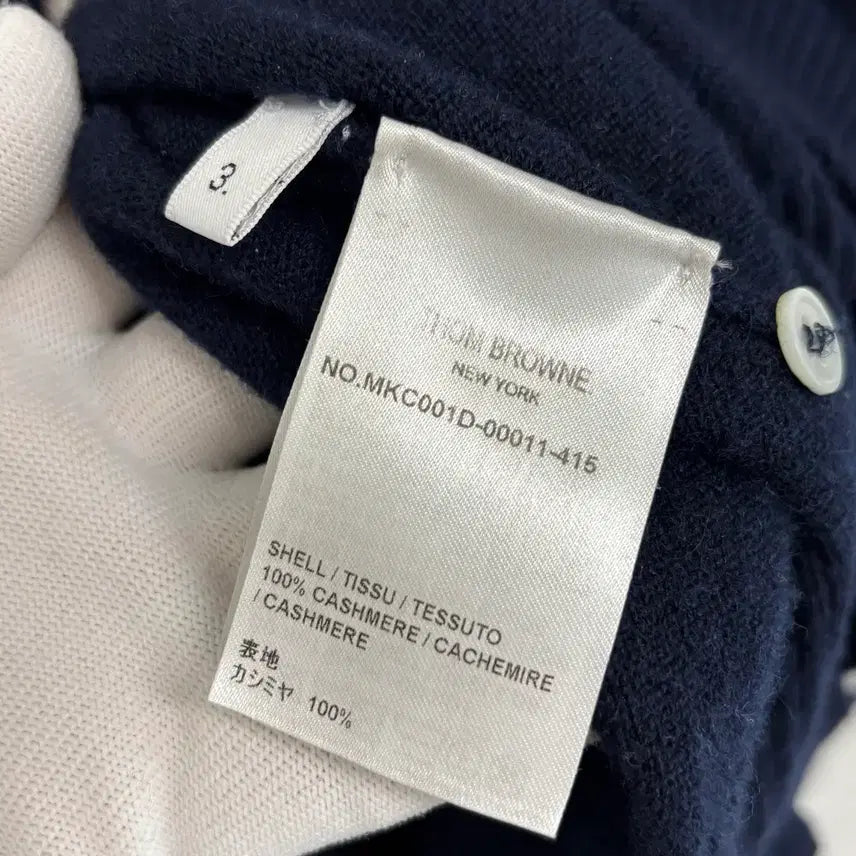 3.
THOM BROWNE.
NEW YORK
NO.MKC001D-00011-415
SHELL / TISSU / TESSUTO
100% CASHMERE / CACHEMIRE
/ CASHMERE
表地
カシミヤ 100%